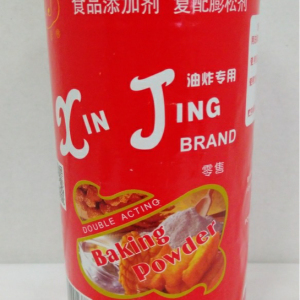 食品添加剂 复配膨松剂
油炸专用
XIN JING
BRAND
零售
DOUBLE ACTING
Baking
Powder